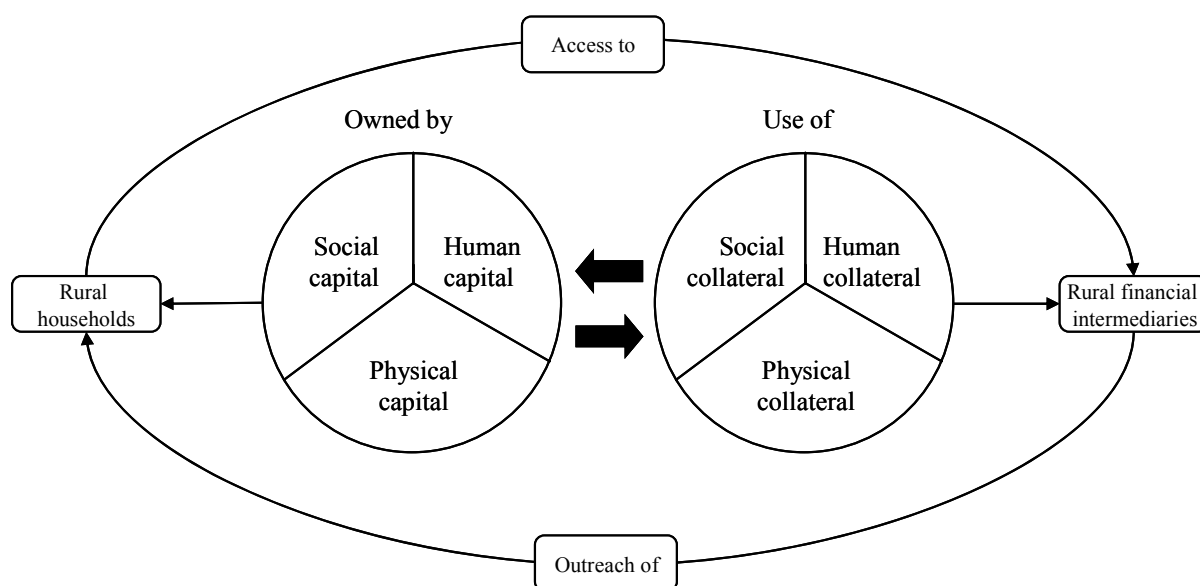 Access to
Owned by
Use of
Social
capital
Human
capital
Physical
capital
Social
collateral
Human
collateral
Physical
collateral
Rural
households
Rural financial
intermediaries
Outreach of